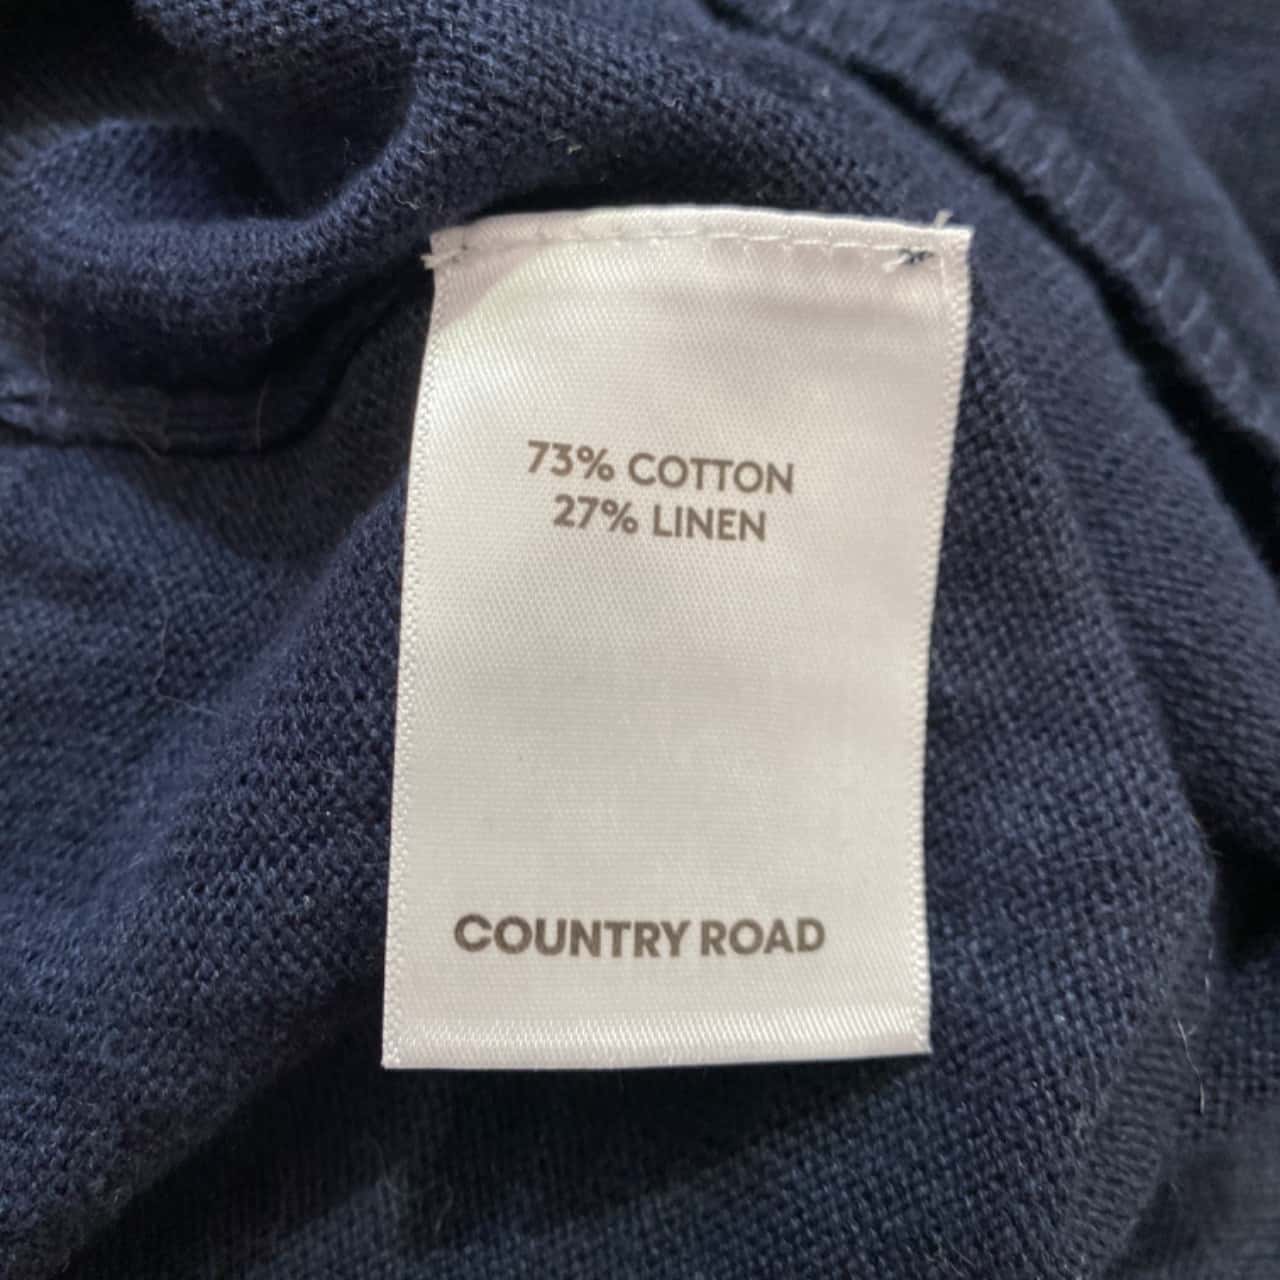 73% COTTON
27% LINEN
COUNTRY ROAD